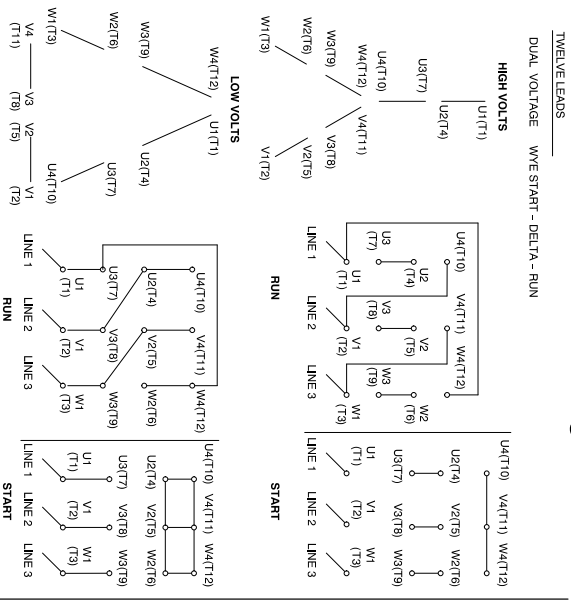 TWELVE LEADS
DUAL VOLTAGE WYE START – DELTA – RUN
HIGH VOLTS
U1(T1)
U2(T4)
U3(T7)
U4(T10)
W4(T12) V4(T11)
W3(T9) V3(T8)
W2(T6) V2(T5)
W1(T3) V1(T2)
U4(T10) V4(T11) W4(T12)
U2 (T4) V2 (T5) W2 (T6)
U3 (T7) V3 (T8) W3 (T9)
U1 (T1) V1 (T2) W1 (T3)
LINE 1 LINE 2 LINE 3
RUN
U4(T10) V4(T11) W4(T12)
U2(T4) V2(T5) W2(T6)
U3(T7) V3(T8) W3(T9)
U1 (T1) V1 (T2) W1 (T3)
LINE 1 LINE 2 LINE 3
START
LOW VOLTS
W4(T12) U1(T1)
W3(T9) U2(T4)
W2(T6) U3(T7)
W1(T3) U4(T10)
V4 (T11) V3 (T8) V2 (T5) V1 (T2)
U4(T10) V4(T11) W4(T12)
U2(T4) V2(T5) W2(T6)
U3(T7) V3(T8) W3(T9)
U1 (T1) V1 (T2) W1 (T3)
LINE 1 LINE 2 LINE 3
RUN
U4(T10) V4(T11) W4(T12)
U2(T4) V2(T5) W2(T6)
U3(T7) V3(T8) W3(T9)
U1 (T1) V1 (T2) W1 (T3)
LINE 1 LINE 2 LINE 3
START